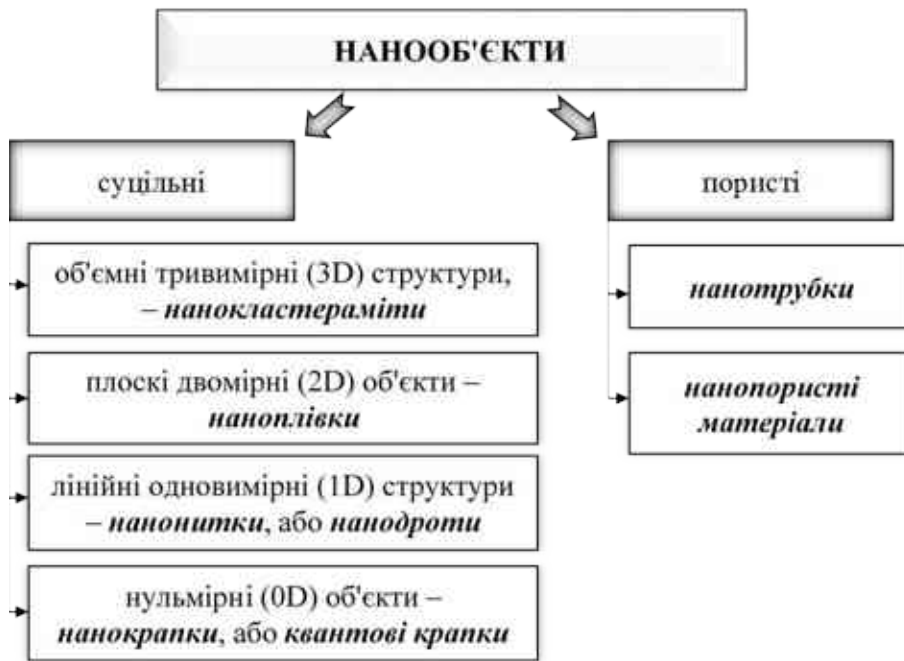 НАНООБ'ЄКТИ
суцільні
об'ємні тривимірні (3D) структури,
– нанокластераміти
плоскі двомірні (2D) об'єкти –
наноплівки
лінійні одновимірні (1D) структури
– нанонитки, або нанодроти
нульмірні (0D) об'єкти –
нанокрапки, або квантові крапки
пористі
нанотрубки
нанопористі
матеріали